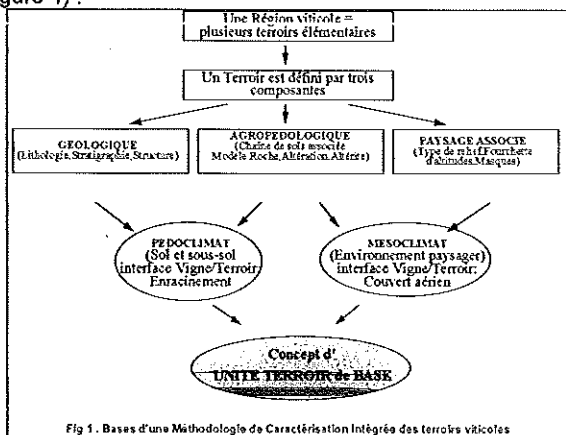 gure 1) :
Une Région viticole =
plusieurs terroirs élémentaires
Un Terroir est défini par trois
composantes
GEOLOGIQUE
(Lithologie,Stratigraphie,Structure)
AGROPEDOLOGIQUE
(Chaîne de sols associée
Modèle Roche,Altération,Altérite)
PAYSAGE ASSOCIE
(Type de relief,Fourchette
d'altitudes,Masques)
PEDOCLIMAT
(Sol et sous-sol
interface Vigne/Terroir:
Enracinement
MESOCLIMAT
(Environnement paysager)
interface Vigne/Terroir:
Couvert aérien
Concept d'
UNITE TERROIR de BASE
Fig 1 . Bases d'une Méthodologie de Caractérisation Intégrée des terroirs viticoles